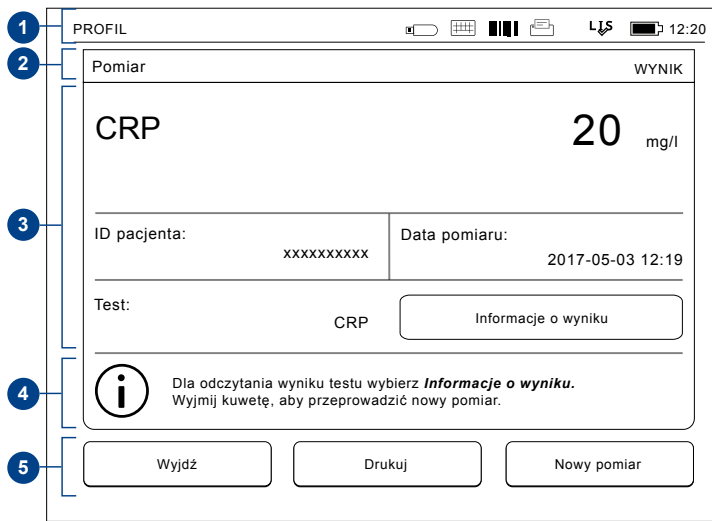 1
PROFIL
LIS
12:20
2
Pomiar
WYNIK
3
CRP
20 mg/l
ID pacjenta:
xxxxxxxxxx
Data pomiaru:
2017-05-03 12:19
Test:
CRP
Informacje o wyniku
4
Dla odczytania wyniku testu wybierz Informacje o wyniku.
Wyjmij kuwetę, aby przeprowadzić nowy pomiar.
5
Wyjdź
Drukuj
Nowy pomiar